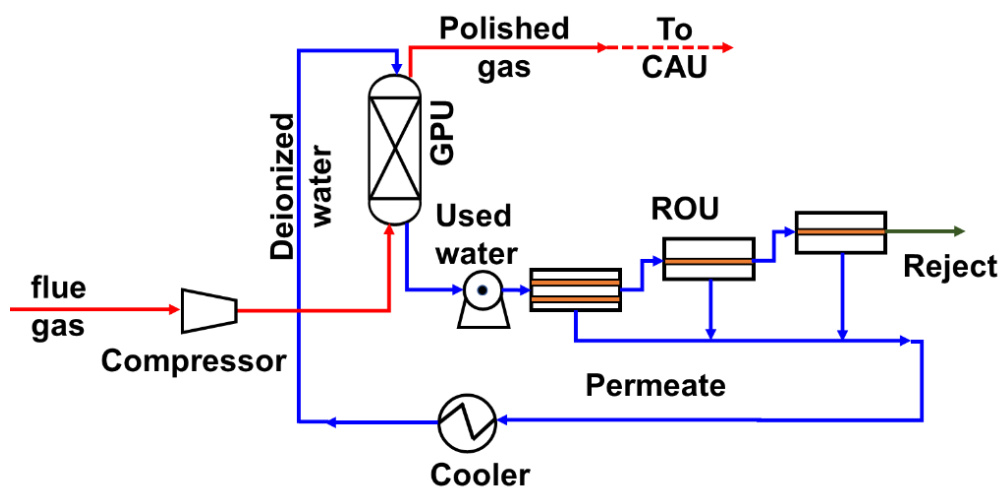 Polished
gas
To
CAU
GPU
Deionized
water
Used
water
ROU
Reject
flue
gas
Compressor
Permeate
Cooler